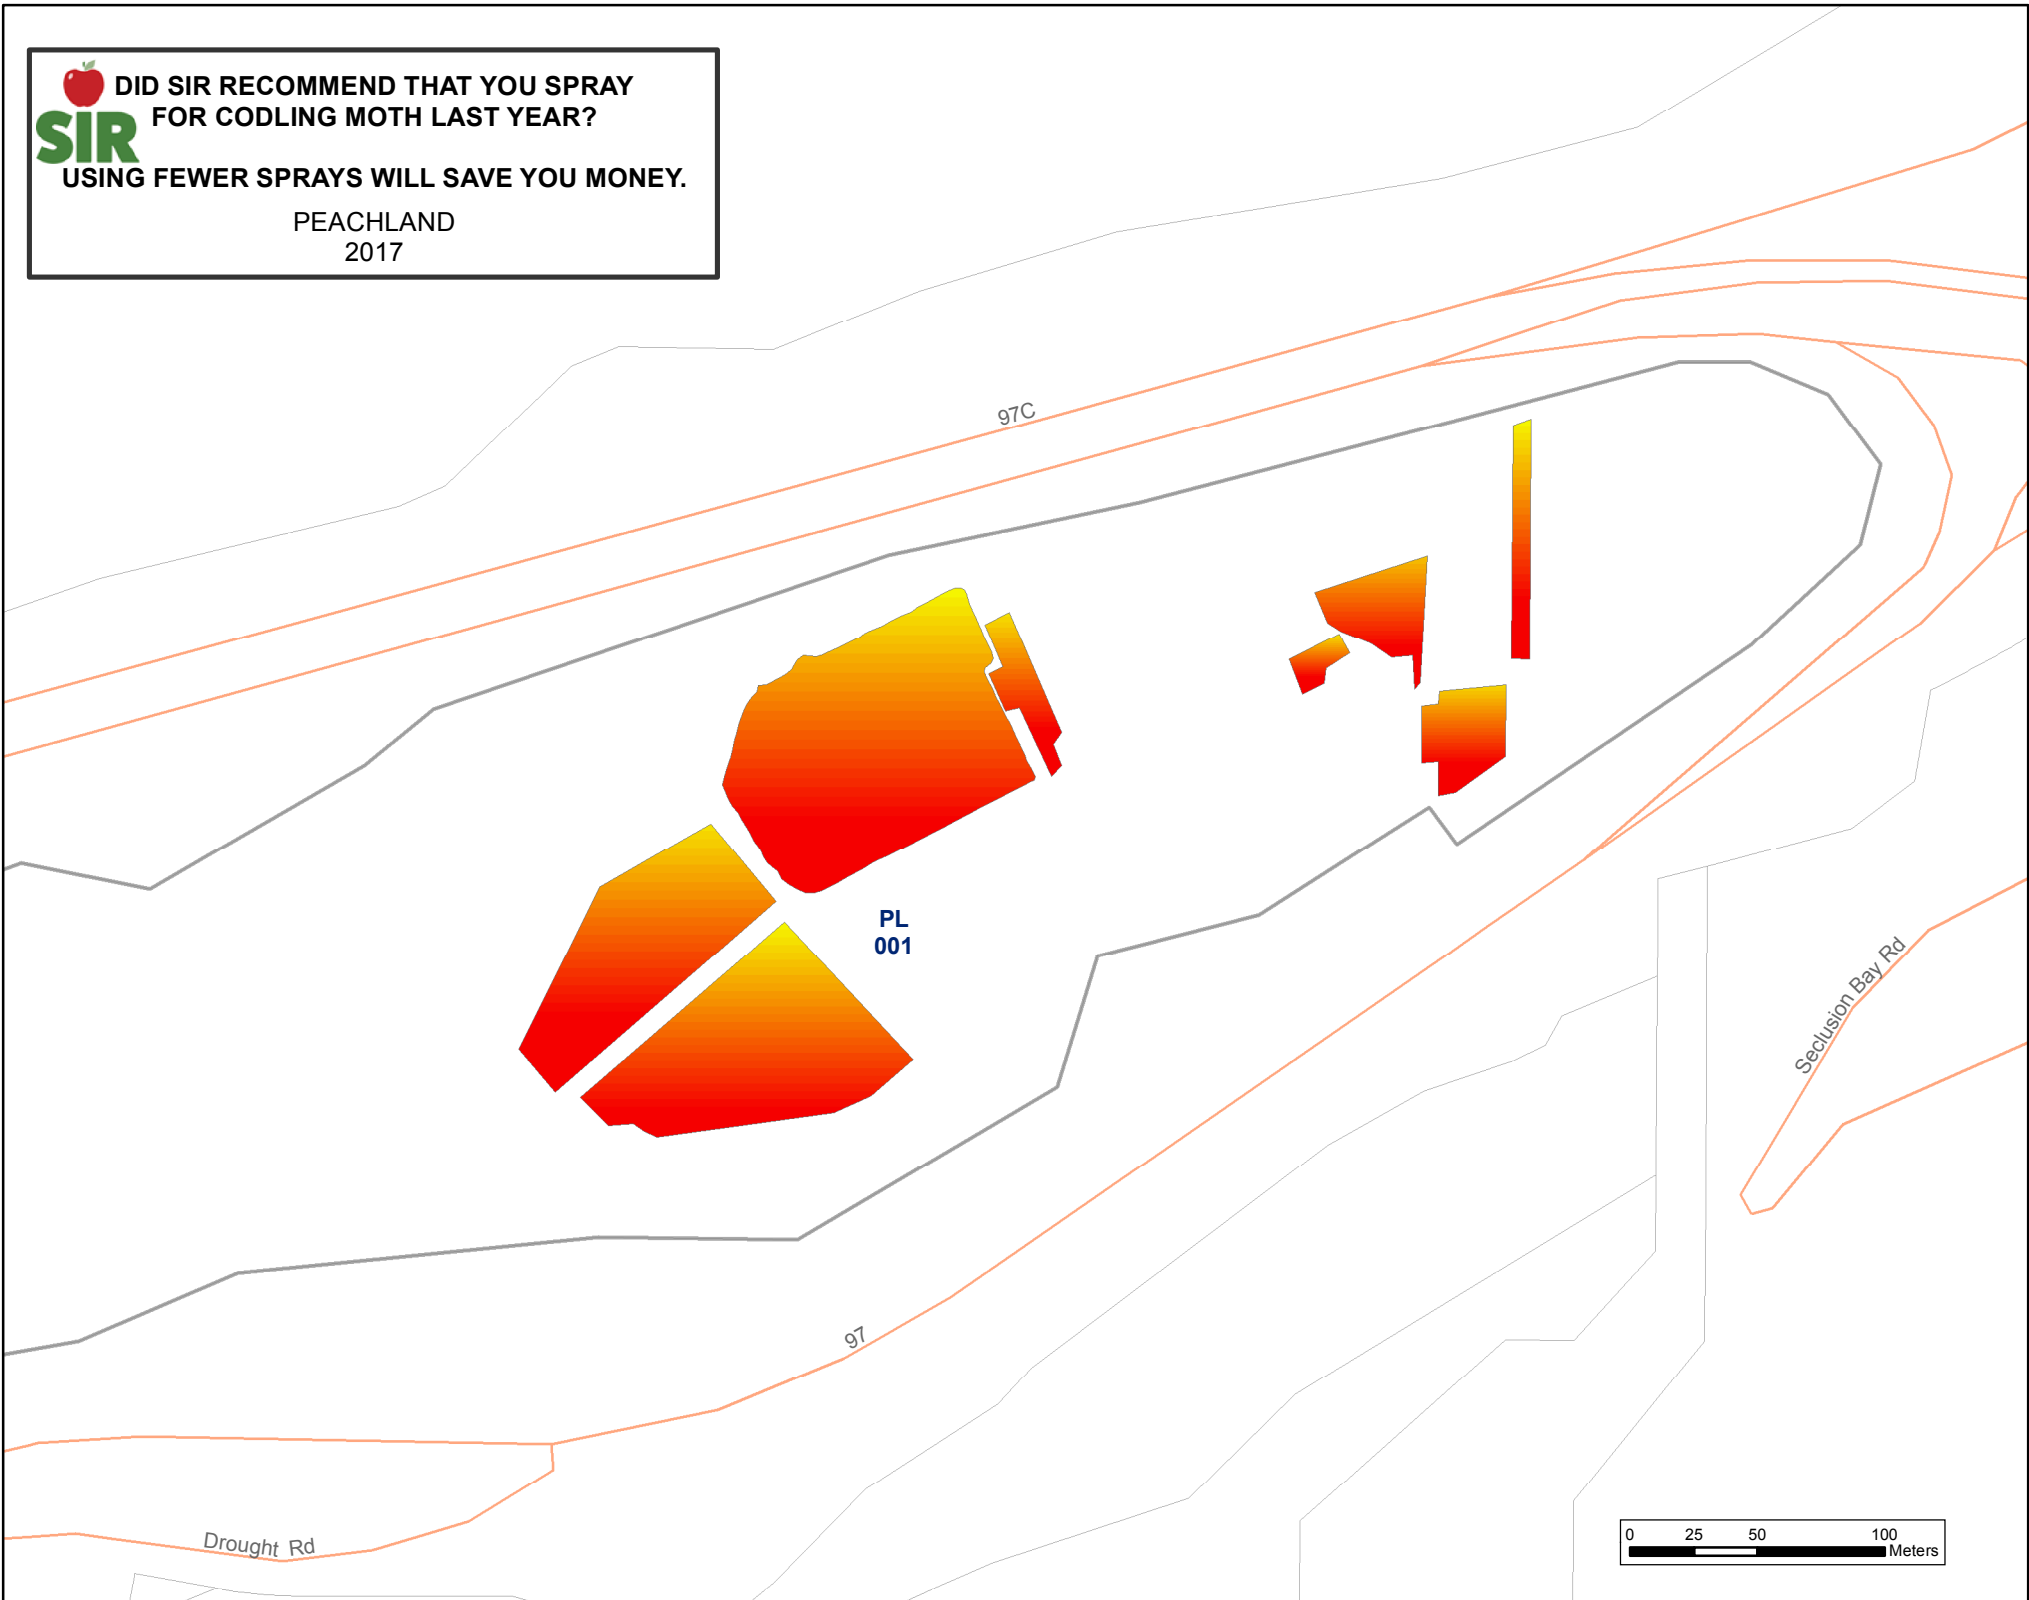 DID SIR RECOMMEND THAT YOU SPRAY
FOR CODLING MOTH LAST YEAR?
SIR
USING FEWER SPRAYS WILL SAVE YOU MONEY.
PEACHLAND
2017
97C
PL
001
Seclusion Bay Rd
97
Drought Rd
0 25 50 100
Meters